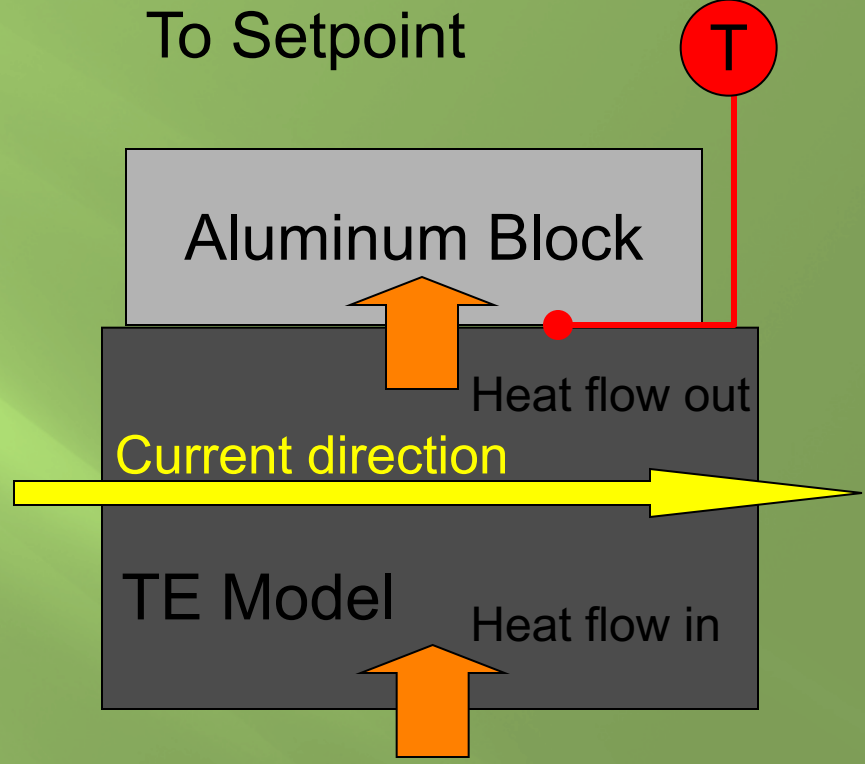 To Setpoint
T
Aluminum Block
Heat flow out
Current direction
TE Model
Heat flow in